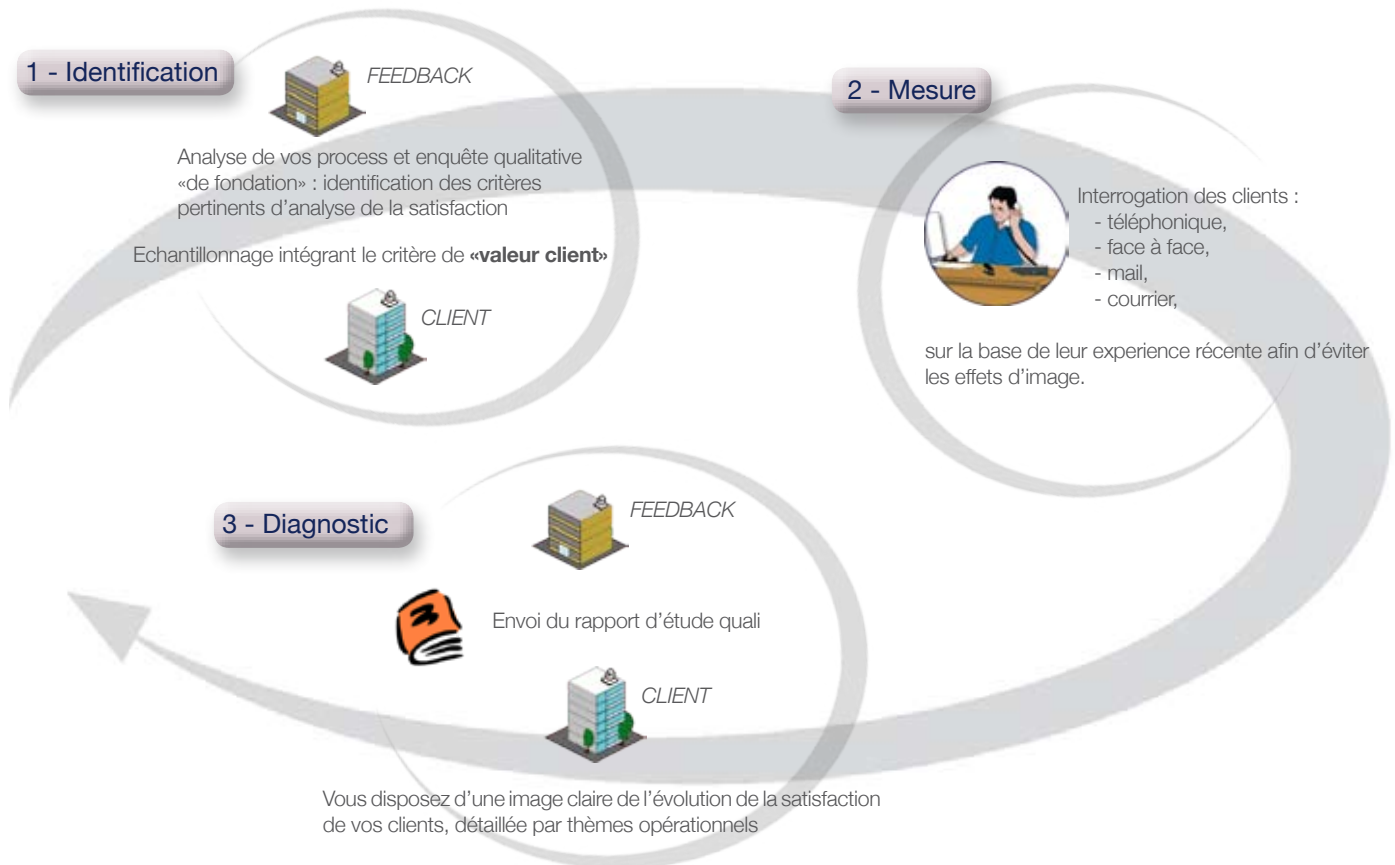 1 - Identification
FEEDBACK
Analyse de vos process et enquête qualitative
«de fondation» : identification des critères
pertinents d'analyse de la satisfaction
Echantillonnage intégrant le critère de «valeur client»
CLIENT
2 - Mesure
Interrogation des clients :
- téléphonique,
- face à face,
- mail,
- courrier,
sur la base de leur experience récente afin d'éviter
les effets d'image.
3 - Diagnostic
FEEDBACK
3
Envoi du rapport d'étude quali
CLIENT
Vous disposez d'une image claire de l'évolution de la satisfaction
de vos clients, détaillée par thèmes opérationnels